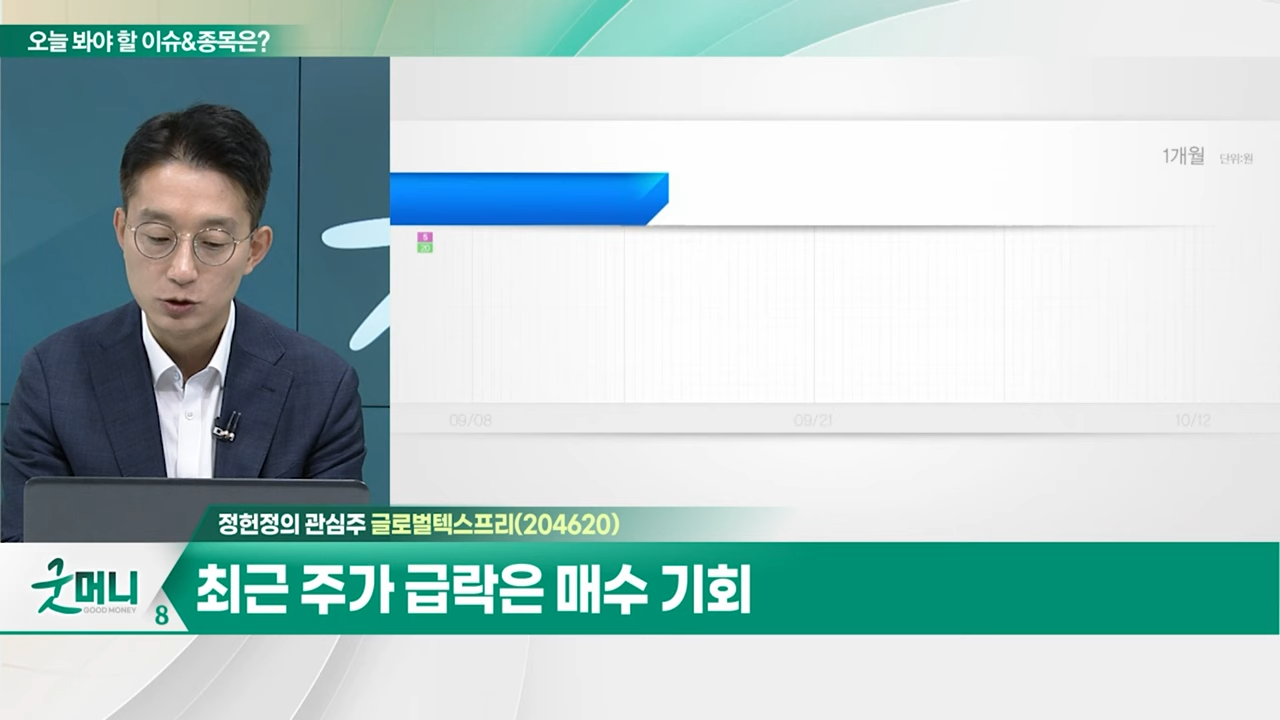 오늘 봐야 할 이슈&종목은?
1개월 단위:원
5
20
09/08 09/21 10/12
정헌정의 관심주 글로벌텍스프리(204620)
굿머니
GOOD MONEY
8
최근 주가 급락은 매수 기회